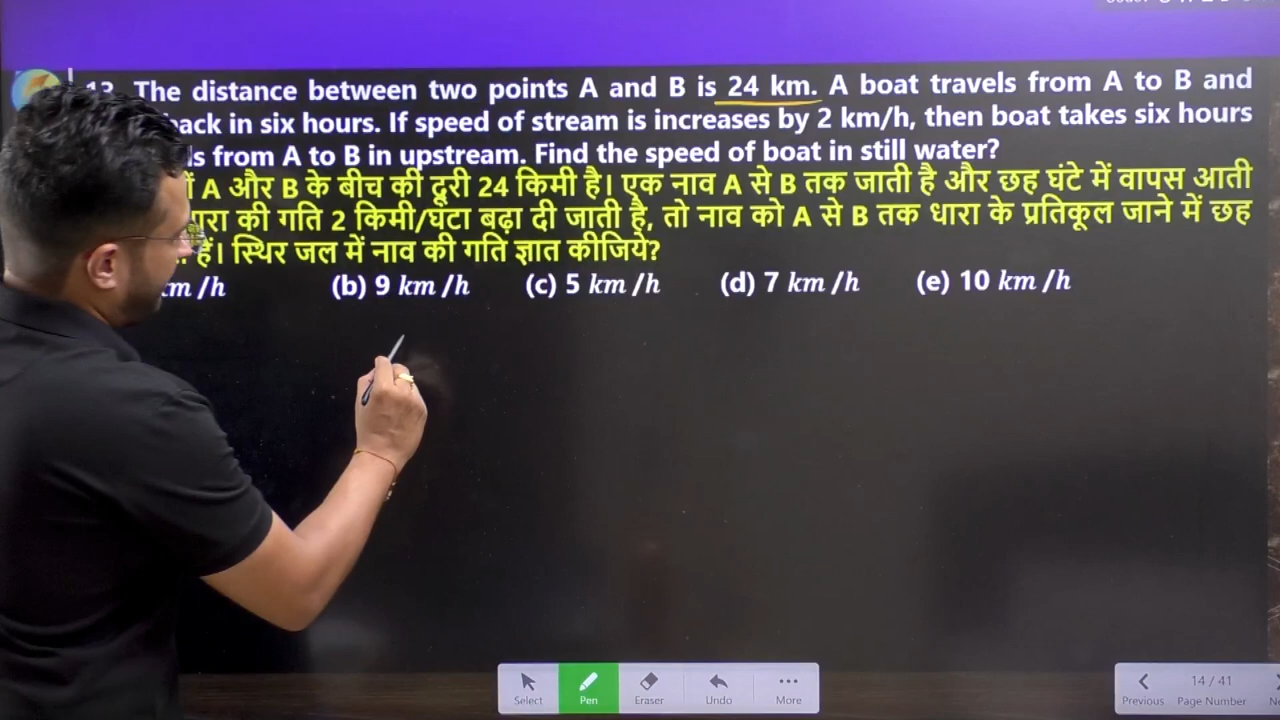 13. The distance between two points A and B is 24 km. A boat travels from A to B and
back in six hours. If speed of stream is increases by 2 km/h, then boat takes six hours
from A to B in upstream. Find the speed of boat in still water?
A और B के बीच की दूरी 24 किमी है। एक नाव A से B तक जाती है और छह घंटे में वापस आती
की गति 2 किमी/घंटा बढ़ा दी जाती है, तो नाव को A से B तक धारा के प्रतिकूल जाने में छह
हैं। स्थिर जल में नाव की गति ज्ञात कीजिये?
km/h (b) 9 km/h (c) 5 km/h (d) 7 km/h (e) 10 km/h
Select Pen Eraser Undo More
Previous 14/41 Page Number